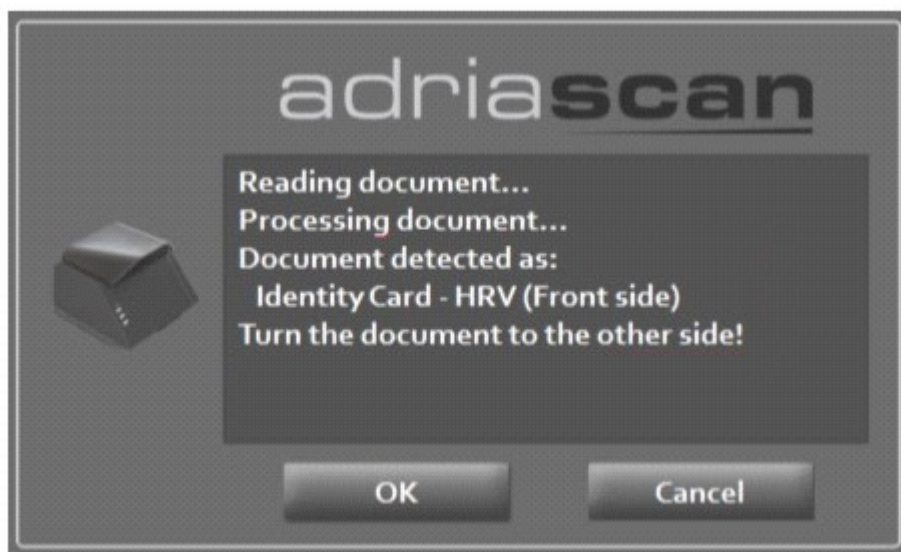 adriascan
Reading document...
Processing document...
Document detected as:
Identity Card - HRV (Front side)
Turn the document to the other side!
OK
Cancel